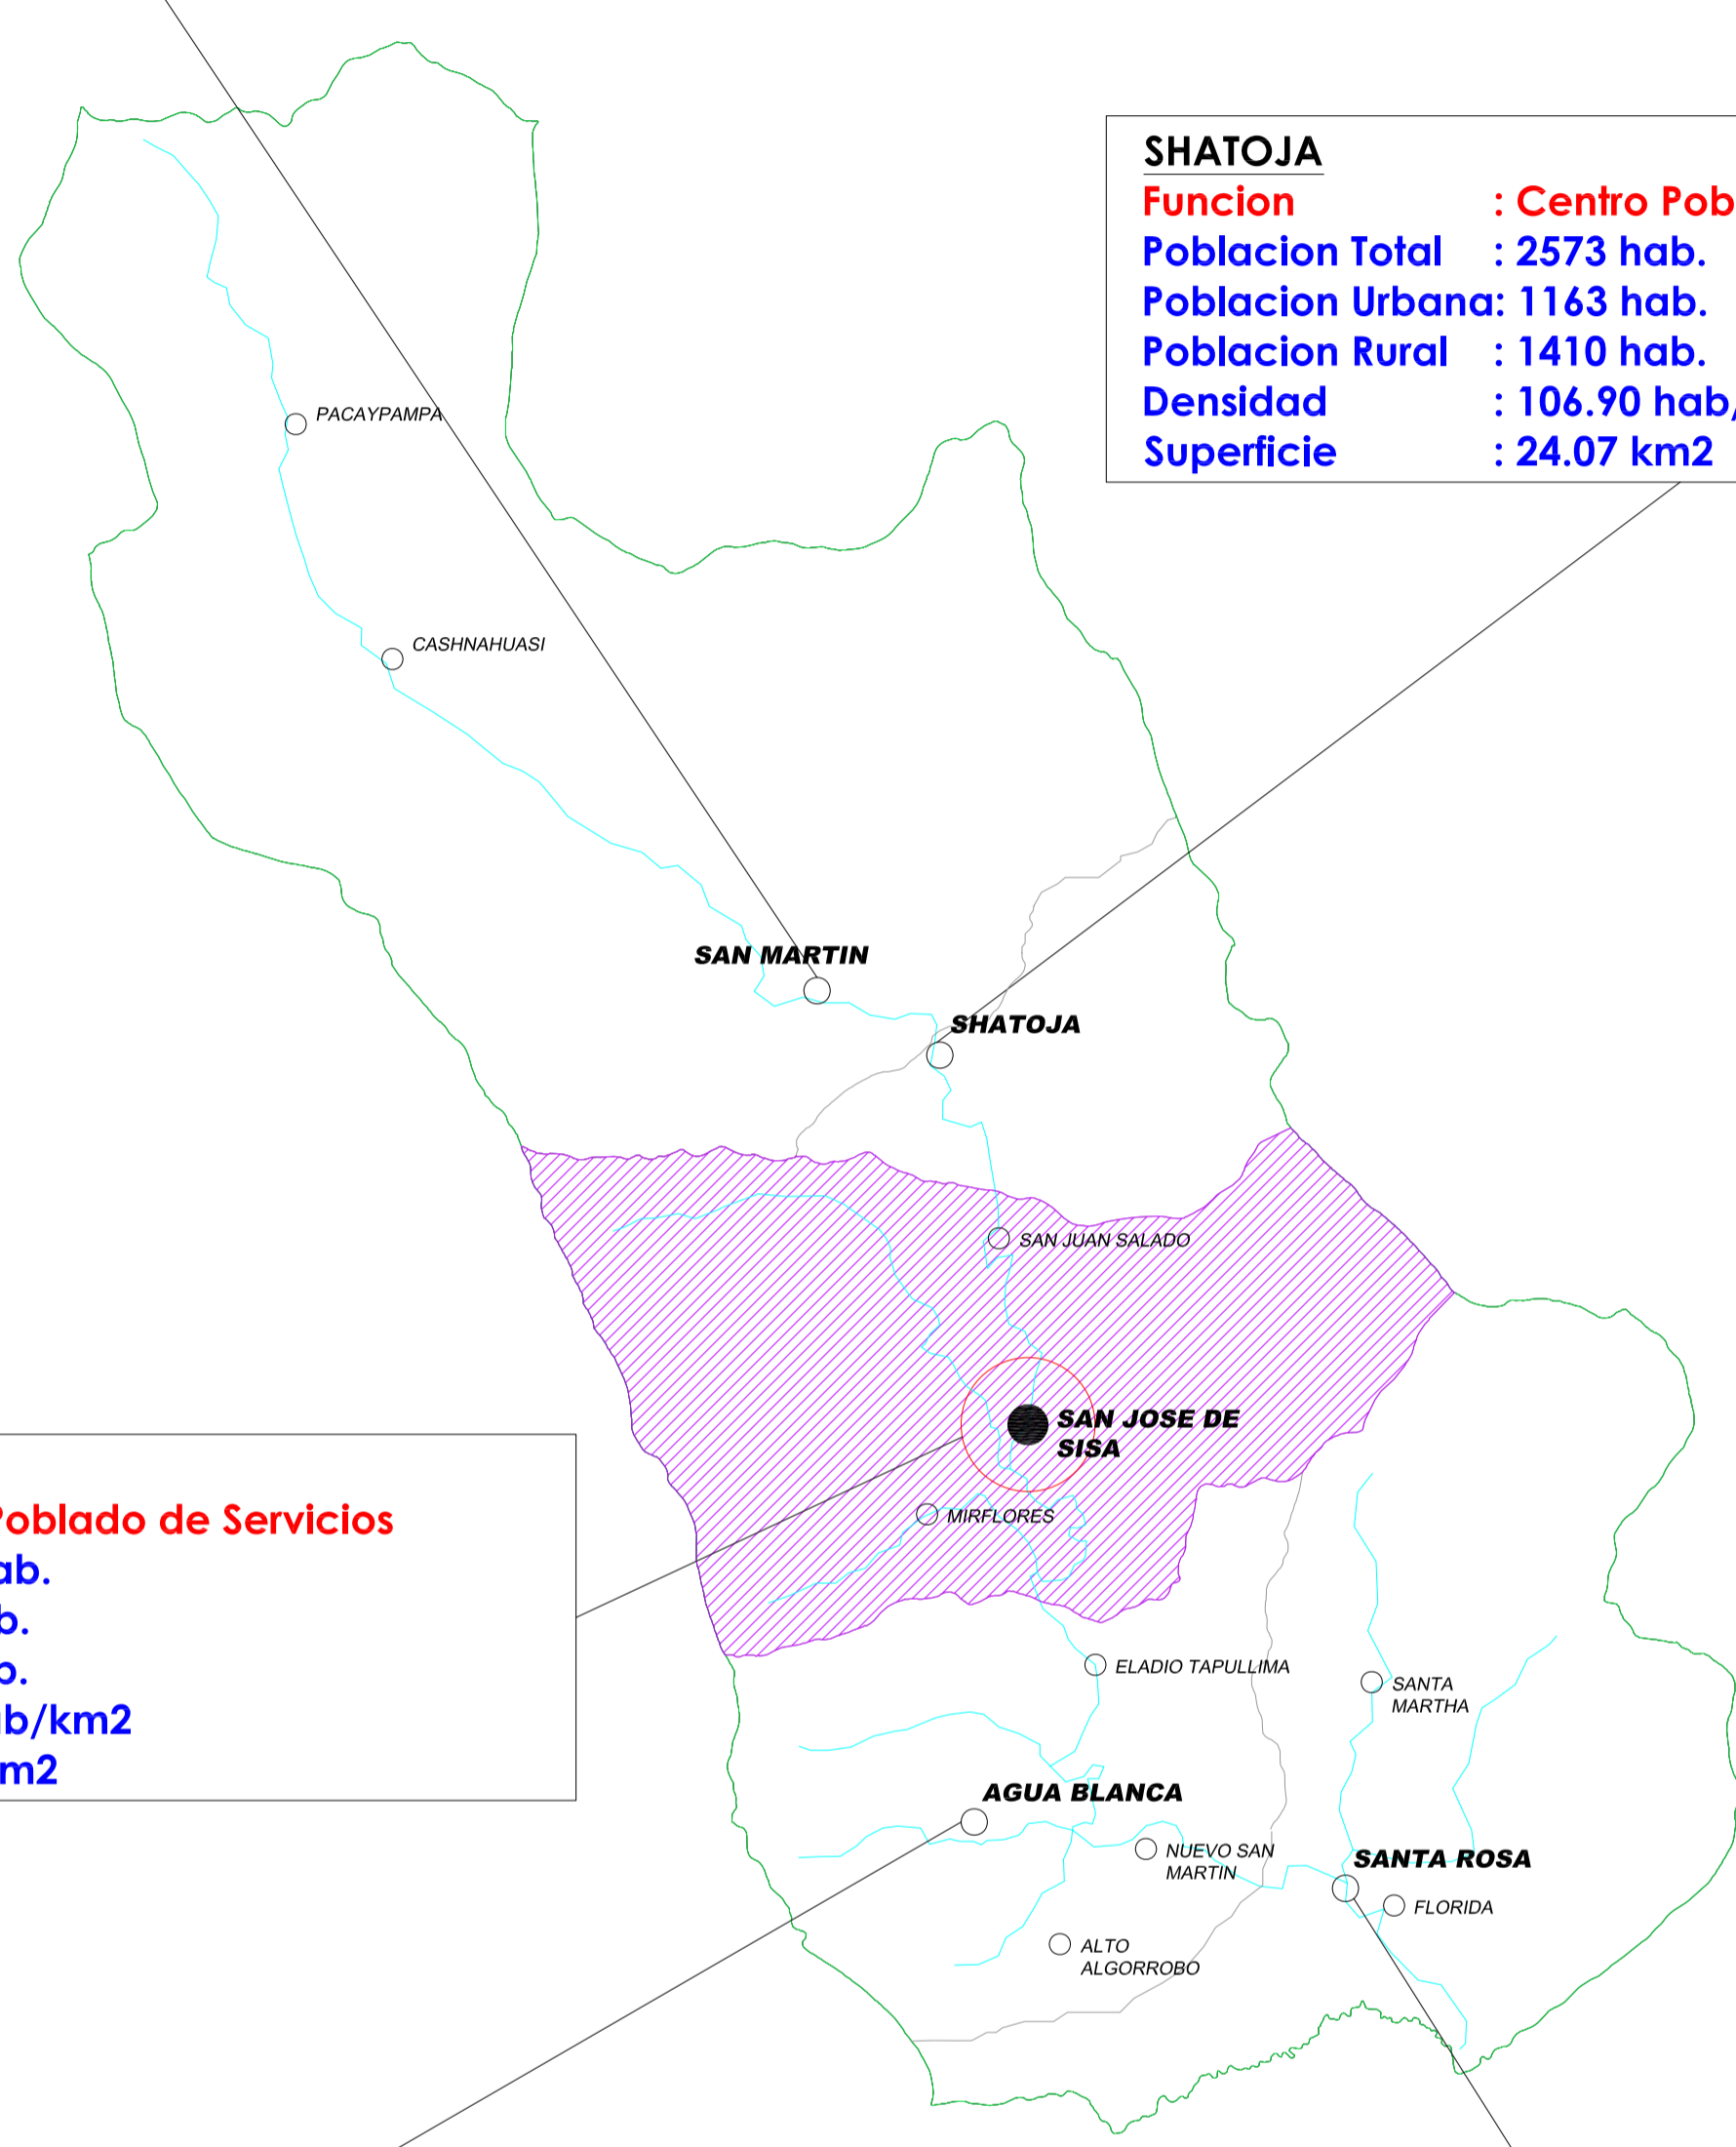 SHATOJA
Funcion : Centro Pob
Poblacion Total : 2573 hab.
Poblacion Urbana: 1163 hab.
Poblacion Rural : 1410 hab.
Densidad : 106.90 hab/
Superficie : 24.07 km2
PACAYPAMPA
CASHNAHUASI
SAN MARTIN
SHATOJA
SAN JUAN SALADO
SAN JOSE DE
SISA
MIRFLORES
Poblado de Servicios
ab.
b.
b.
ab/km2
m2
ELADIO TAPULLIMA
SANTA
MARTHA
AGUA BLANCA
NUEVO SAN
MARTIN
SANTA ROSA
FLORIDA
ALTO
ALGORROBO